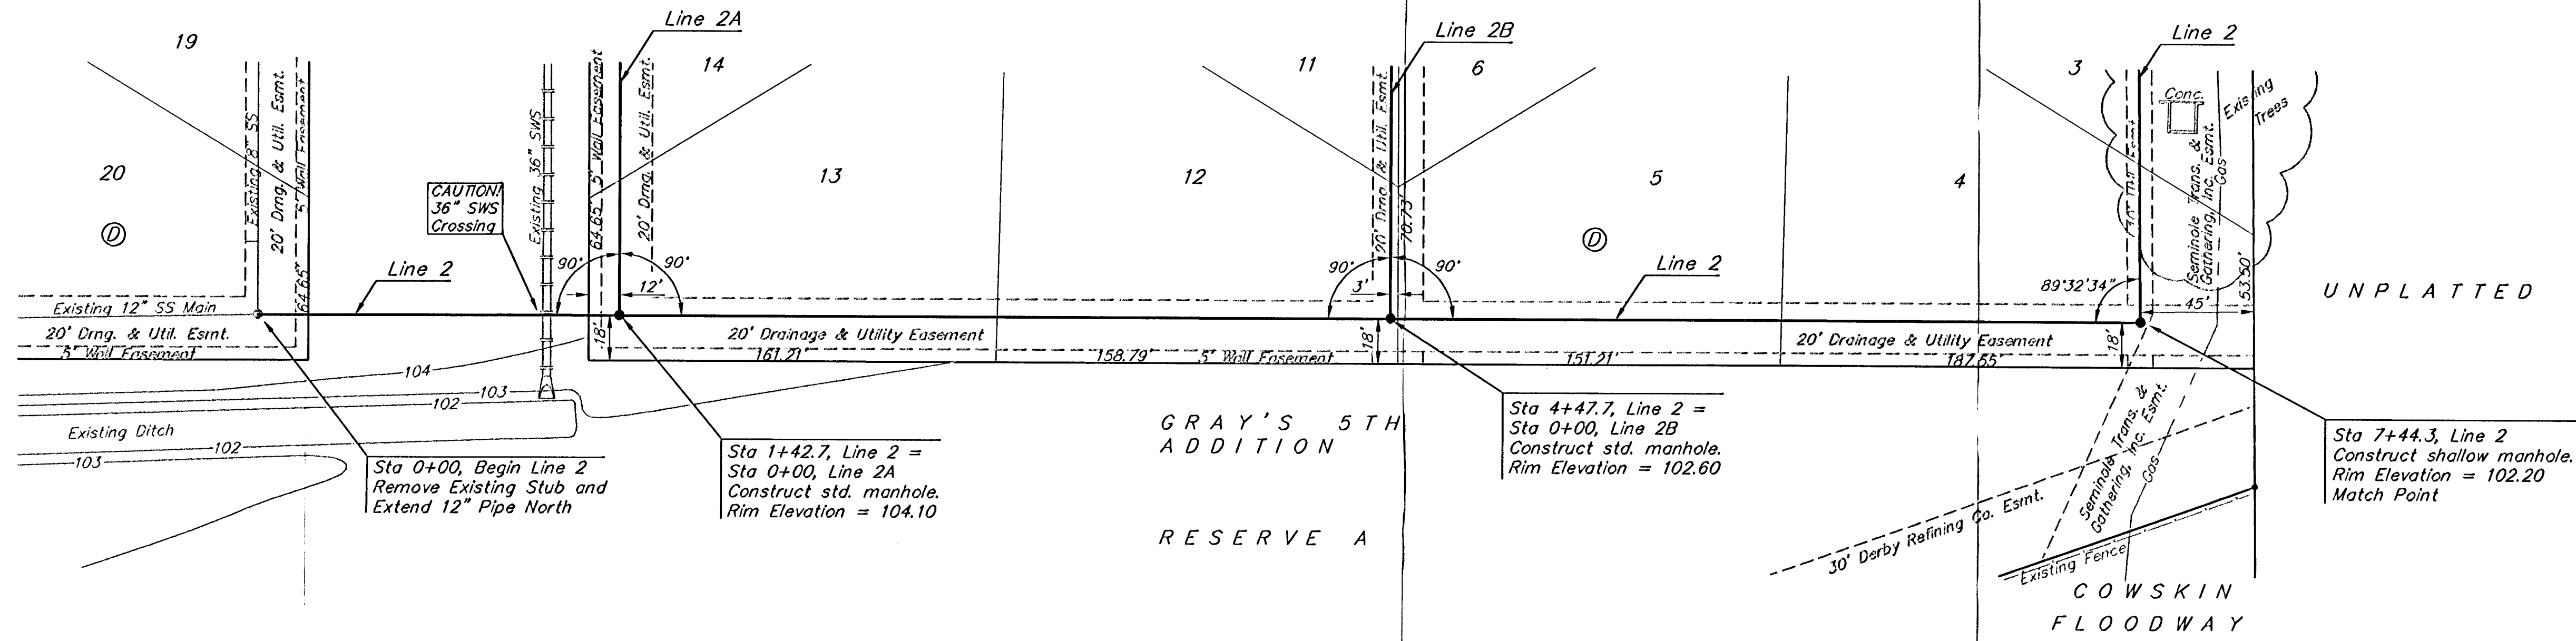 Line 2A
Line 2B
Line 2
19
14
11
6
3
Conc.
Existing
Trees
Existing 8" SS
20' Drng. & Util. Esmt.
5' Wall Easement
64.65'
Existing 36" SWS
64.65'
5' Wall Easement
20' Drng. & Util. Esmt.
20' Drng & Util. Esmt.
70.73'
Seminole Trans. &
Gathering, Inc. Esmt.
Gas
53.50'
20
CAUTION!
36" SWS
Crossing
13
12
5
4
D
D
Line 2
90°
90°
90°
90°
Line 2
89°32'34"
12'
3'
45'
UNPLATTED
Existing 12" SS Main
20' Drng. & Util. Esmt.
5' Wall Easement
18'
20' Drainage & Utility Easement
18'
20' Drainage & Utility Easement
18'
161.21'
158.79'
5' Wall Easement
151.21'
187.65'
104
103
102
Existing Ditch
102
103
Sta 0+00, Begin Line 2
Remove Existing Stub and
Extend 12" Pipe North
Sta 1+42.7, Line 2 =
Sta 0+00, Line 2A
Construct std. manhole.
Rim Elevation = 104.10
GRAY'S 5TH
ADDITION
RESERVE A
Sta 4+47.7, Line 2 =
Sta 0+00, Line 2B
Construct std. manhole.
Rim Elevation = 102.60
Seminole Trans. &
Gathering, Inc. Esmt.
Gas
30' Derby Refining Co. Esmt.
Existing Fence
Sta 7+44.3, Line 2
Construct shallow manhole.
Rim Elevation = 102.20
Match Point
COWSKIN
FLOODWAY